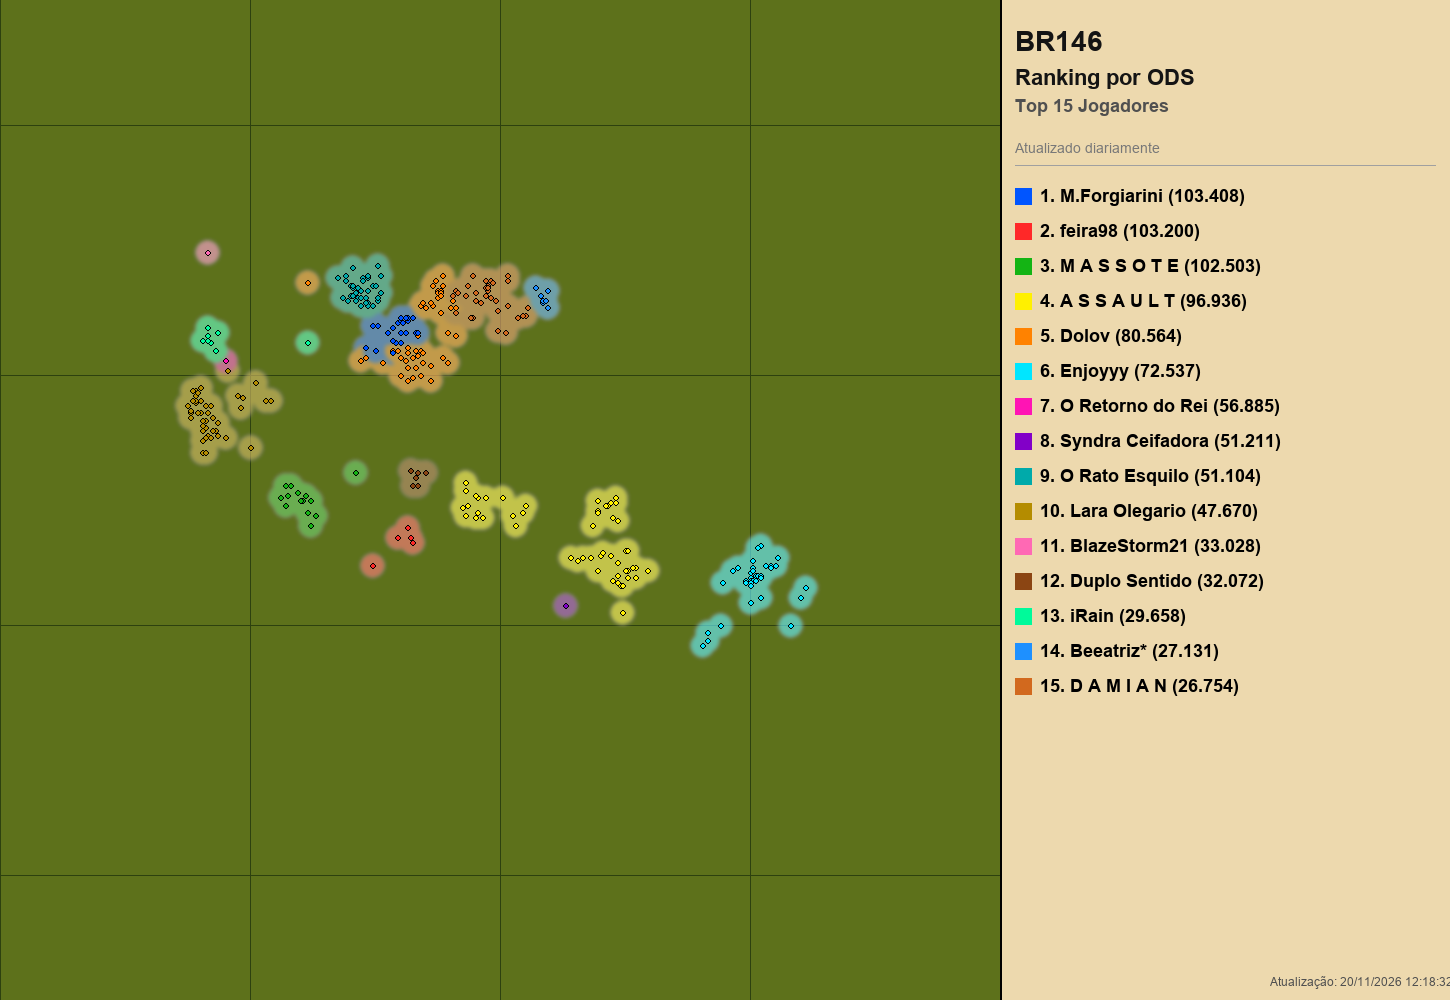 BR146
Ranking por ODS
Top 15 Jogadores
Atualizado diariamente
1. M.Forgiarini (103.408)
2. feira98 (103.200)
3. M A S S O T E (102.503)
4. A S S A U L T (96.936)
5. Dolov (80.564)
6. Enjoyyy (72.537)
7. O Retorno do Rei (56.885)
8. Syndra Ceifadora (51.211)
9. O Rato Esquilo (51.104)
10. Lara Olegario (47.670)
11. BlazeStorm21 (33.028)
12. Duplo Sentido (32.072)
13. iRain (29.658)
14. Beeatriz* (27.131)
15. D A M I A N (26.754)
Atualização: 20/11/2026 12:18:32